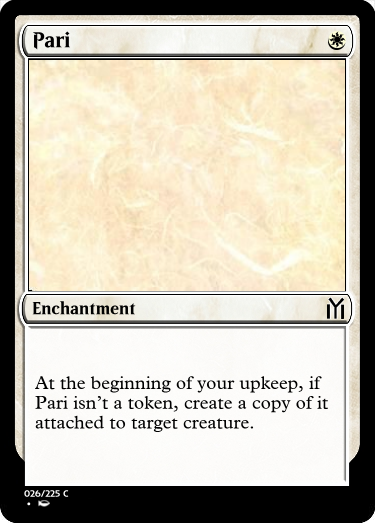 Pari
Enchantment
At the beginning of your upkeep, if
Pari isn't a token, create a copy of it
attached to target creature.
026/225 C